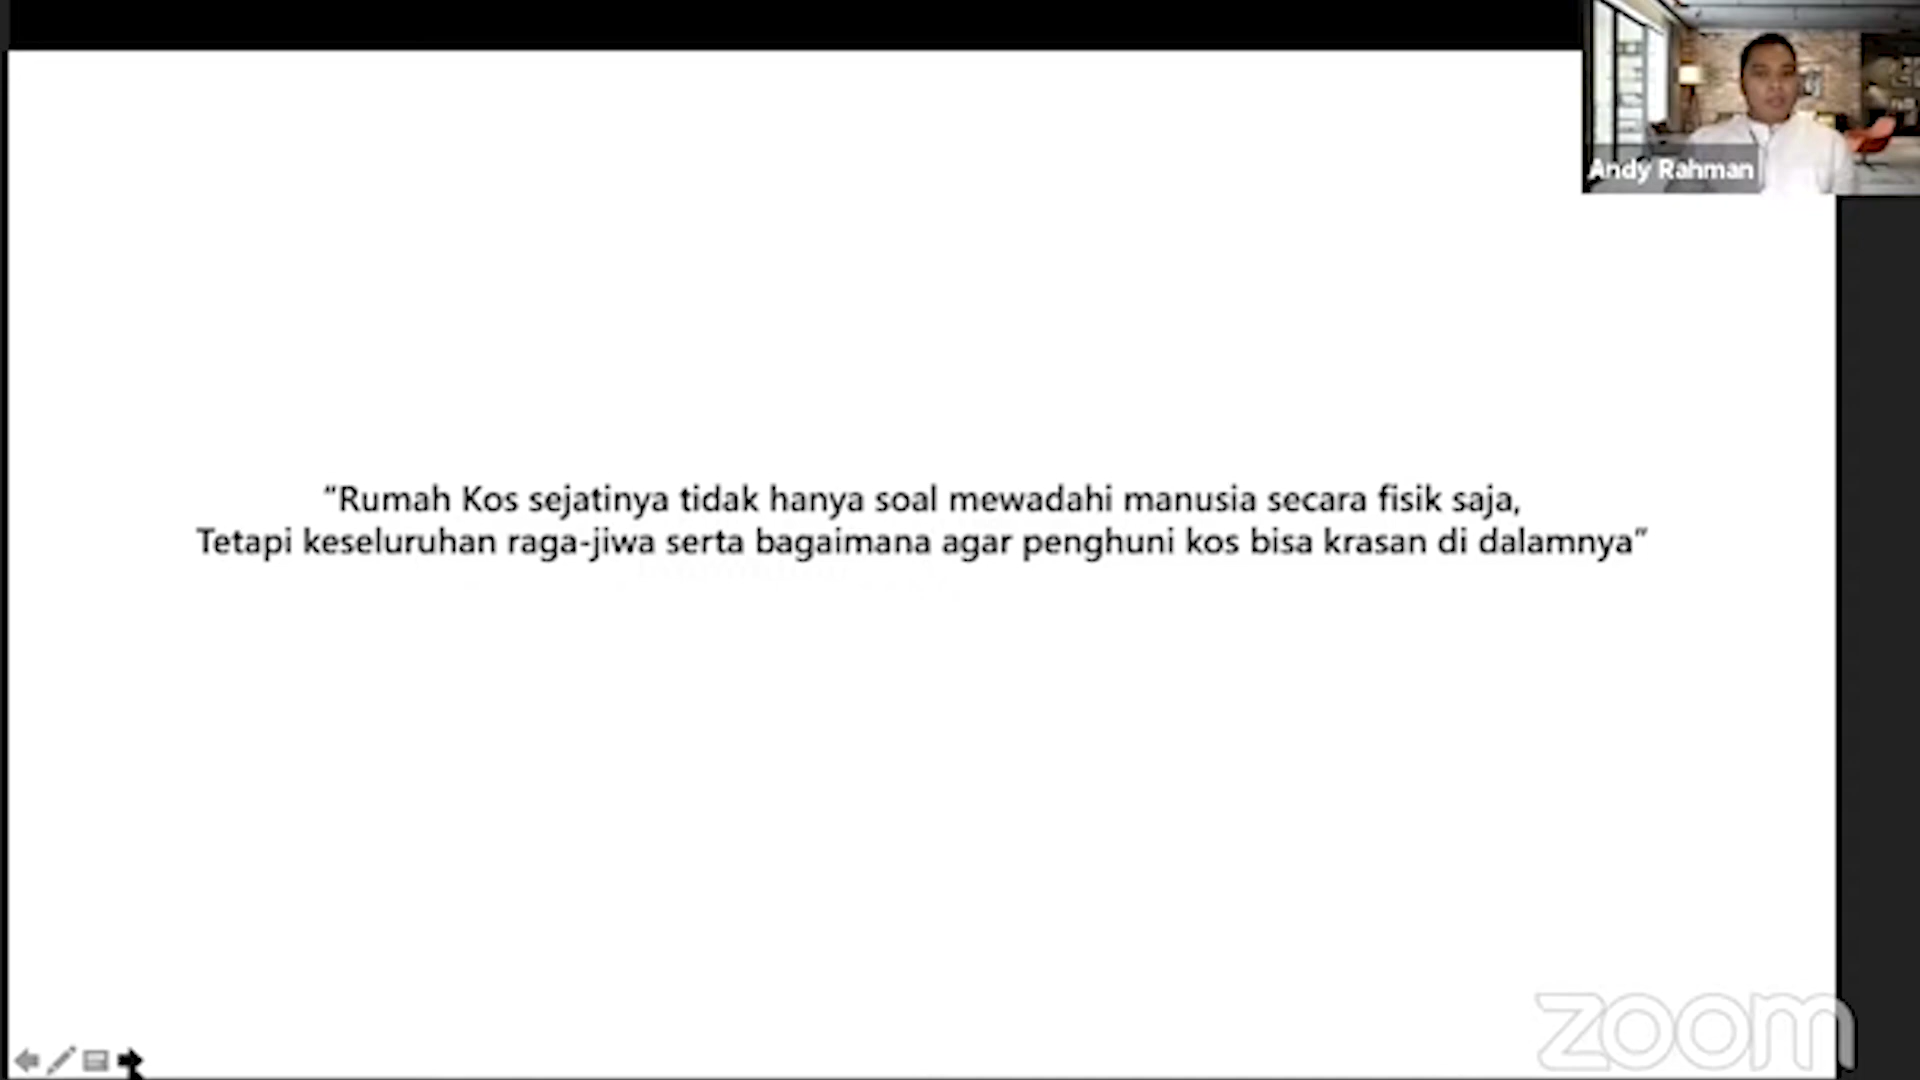 Andy Rahman
“Rumah Kos sejatinya tidak hanya soal mewadahi manusia secara fisik saja,
Tetapi keseluruhan raga-jiwa serta bagaimana agar penghuni kos bisa krasan di dalamnya”
zoom